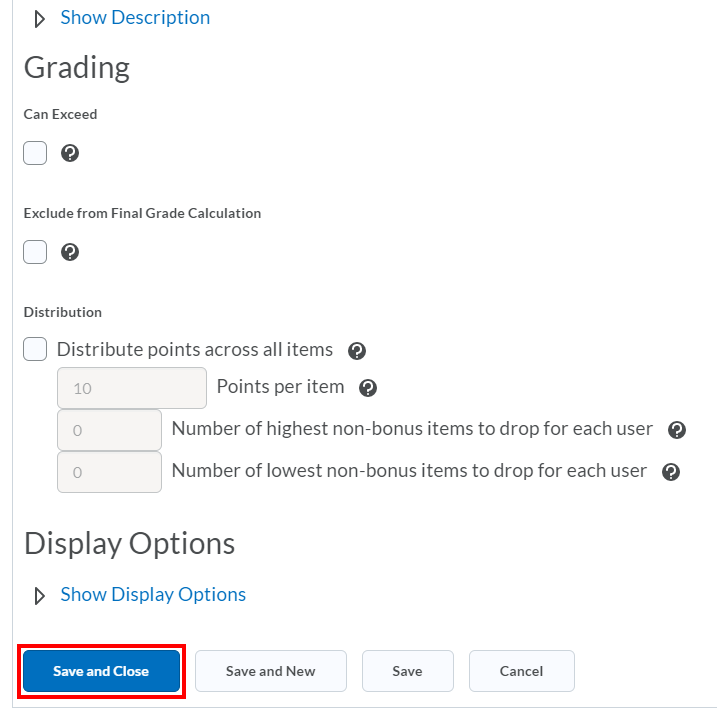 Show Description
Grading
Can Exceed
Exclude from Final Grade Calculation
Distribution
Distribute points across all items
10 Points per item
0 Number of highest non-bonus items to drop for each user
0 Number of lowest non-bonus items to drop for each user
Display Options
Show Display Options
Save and Close Save and New Save Cancel